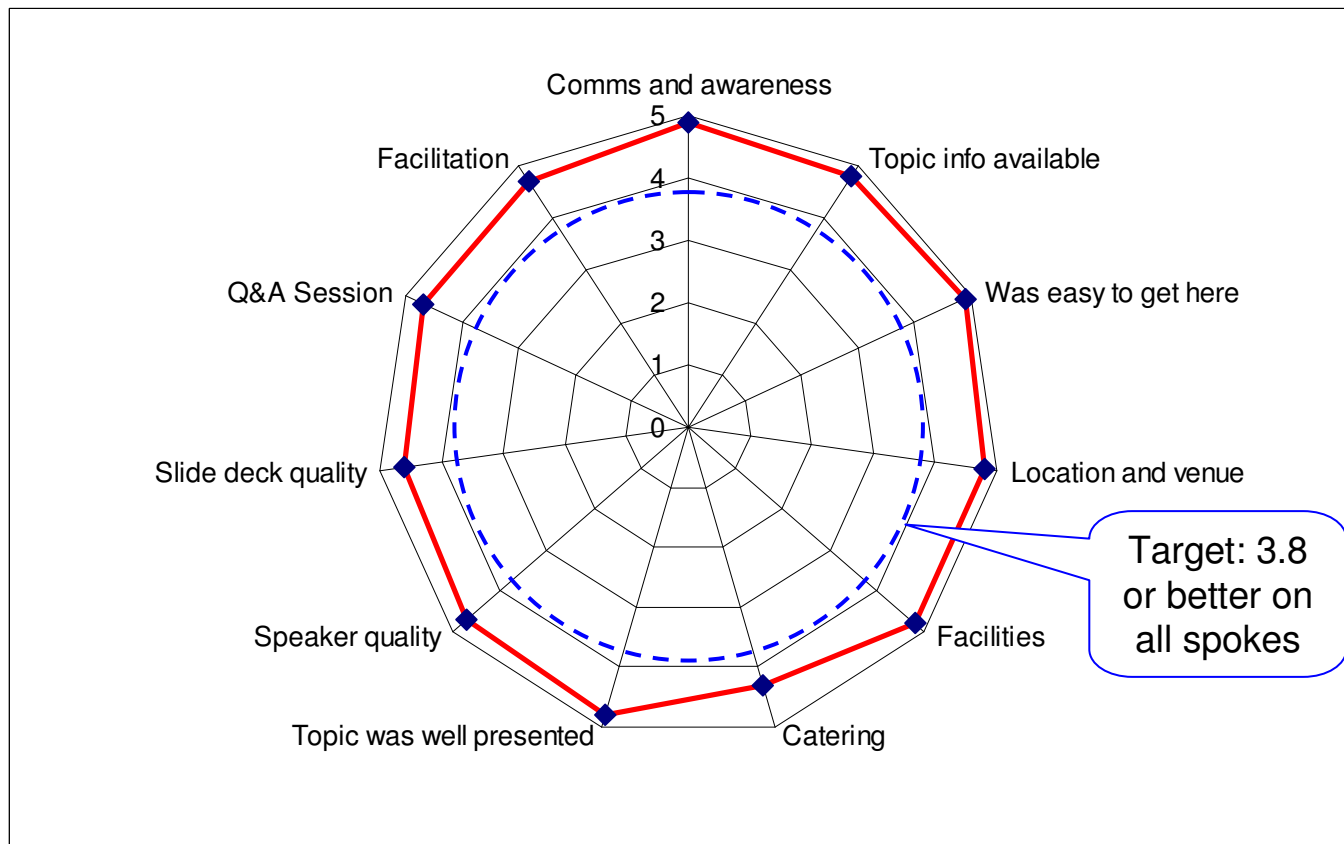 Comms and awareness
5
Facilitation
Topic info available
4
3
Q&A Session
Was easy to get here
2
1
0
Slide deck quality
Location and venue
Target: 3.8
or better on
all spokes
Speaker quality
Facilities
Topic was well presented
Catering